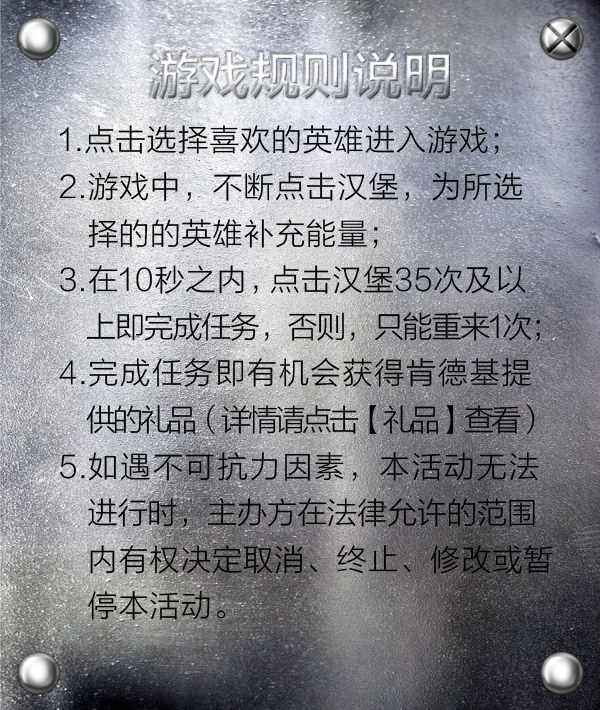 游戏规则说明
1.点击选择喜欢的英雄进入游戏；
2.游戏中，不断点击汉堡，为所选
择的的英雄补充能量；
3.在10秒之内，点击汉堡35次及以
上即完成任务，否则，只能重来1次；
4.完成任务即有机会获得肯德基提
供的礼品（详情请点击【礼品】查看）
5.如遇不可抗力因素，本活动无法
进行时，主办方在法律允许的范围
内有权决定取消、终止、修改或暂
停本活动。